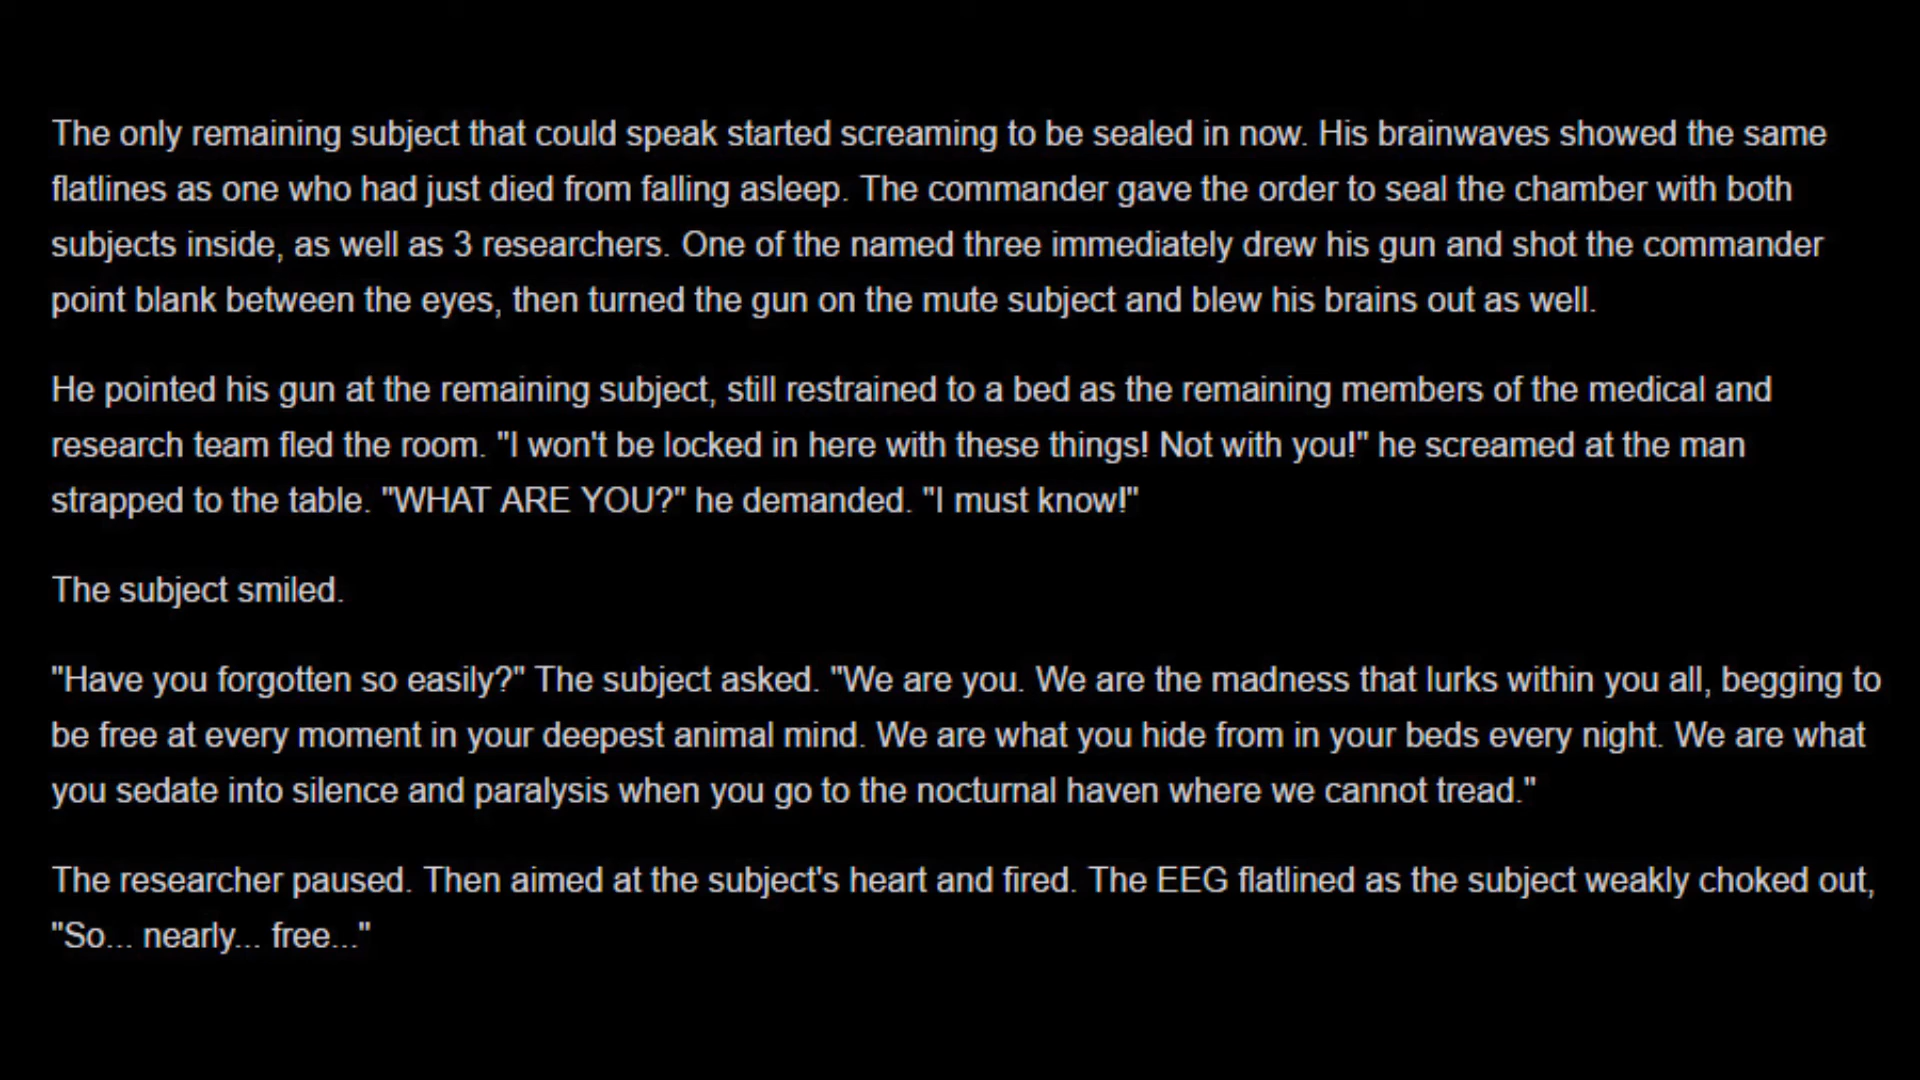 The only remaining subject that could speak started screaming to be sealed in now. His brainwaves showed the same
flatlines as one who had just died from falling asleep. The commander gave the order to seal the chamber with both
subjects inside, as well as 3 researchers. One of the named three immediately drew his gun and shot the commander
point blank between the eyes, then turned the gun on the mute subject and blew his brains out as well.
He pointed his gun at the remaining subject, still restrained to a bed as the remaining members of the medical and
research team fled the room. "I won't be locked in here with these things! Not with you!" he screamed at the man
strapped to the table. "WHAT ARE YOU?" he demanded. "I must know!"
The subject smiled.
"Have you forgotten so easily?" The subject asked. "We are you. We are the madness that lurks within you all, begging to
be free at every moment in your deepest animal mind. We are what you hide from in your beds every night. We are what
you sedate into silence and paralysis when you go to the nocturnal haven where we cannot tread."
The researcher paused. Then aimed at the subject's heart and fired. The EEG flatlined as the subject weakly choked out,
"So... nearly... free..."